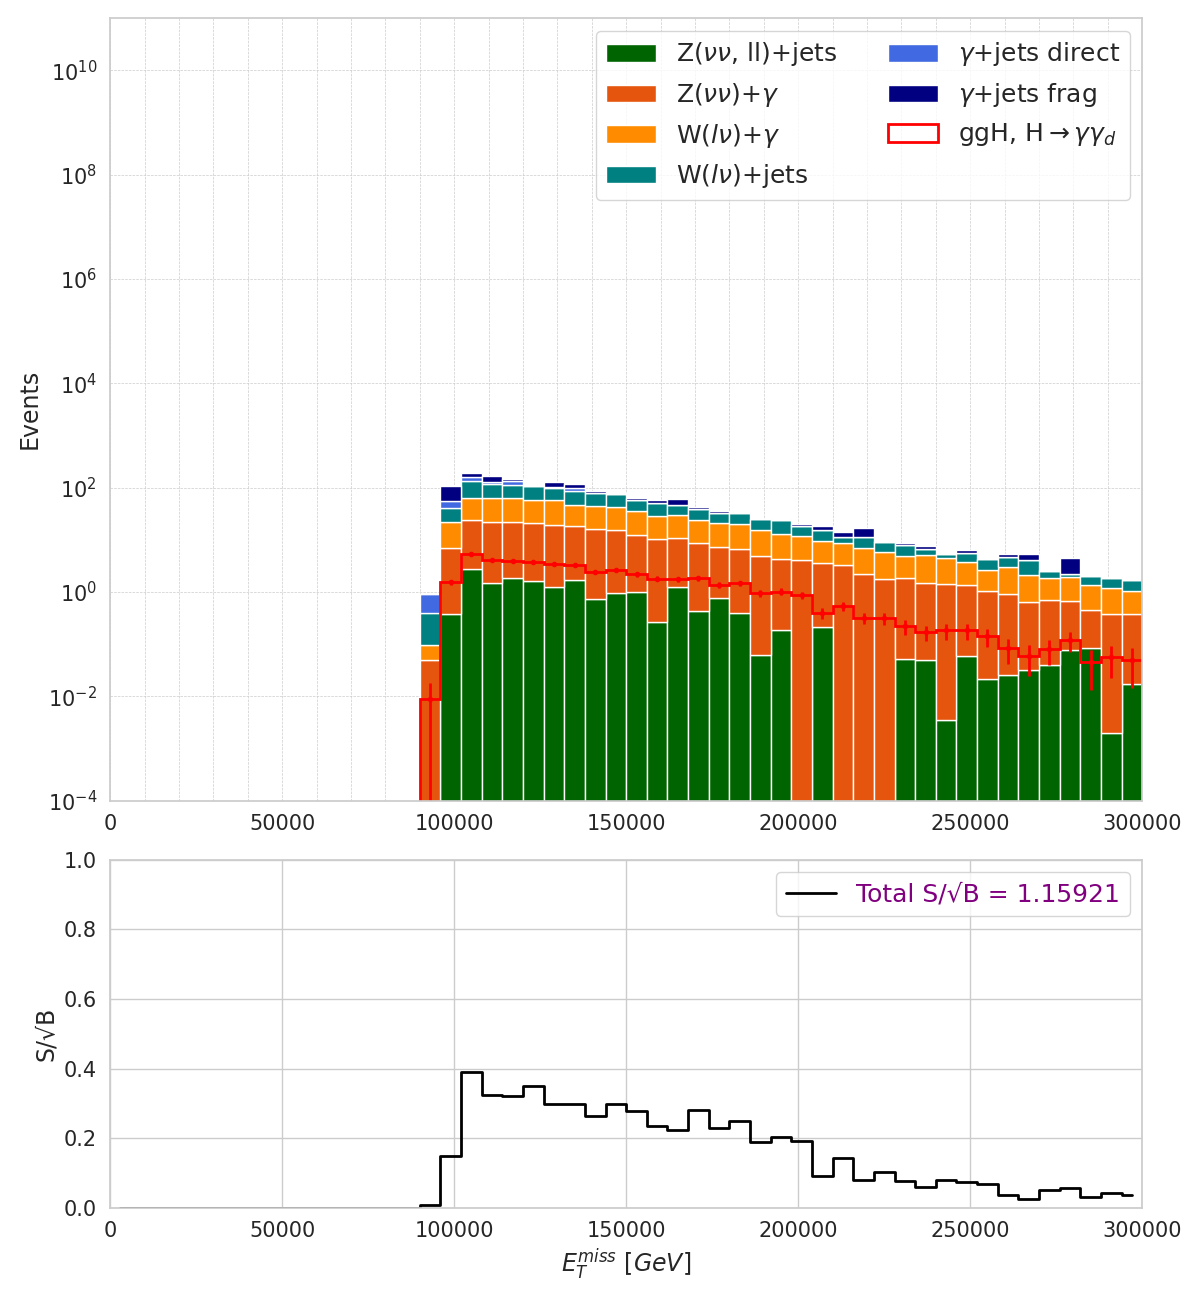 Z(νν, ll)+jets
Z(νν)+γ
W(lν)+γ
W(lν)+jets
γ+jets direct
γ+jets frag
ggH, H→γγ_d
Events
10^10
10^8
10^6
10^4
10^2
10^0
10^−2
10^−4
0 50000 100000 150000 200000 250000 300000
Total S/√B = 1.15921
S/√B
1.0
0.8
0.6
0.4
0.2
0.0
0 50000 100000 150000 200000 250000 300000
E_T^miss [GeV]